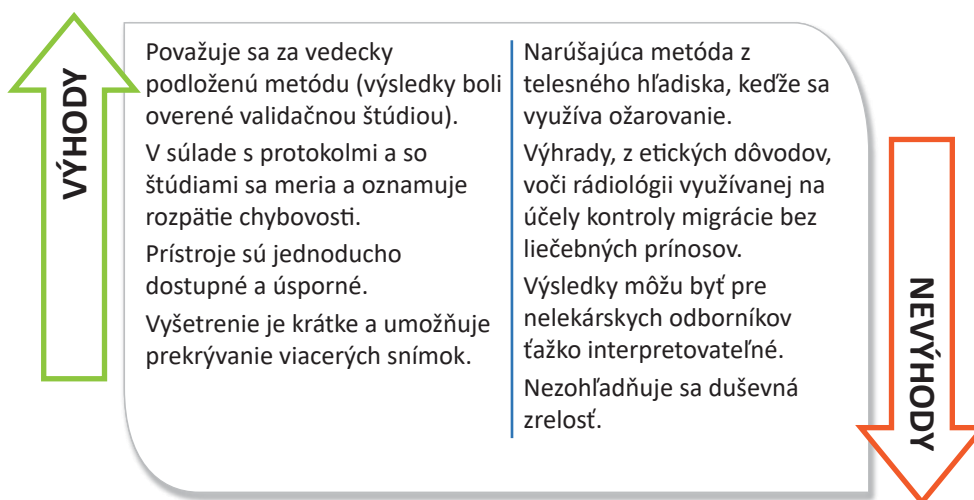 VÝHODY
Považuje sa za vedecky
podloženú metódu (výsledky boli
overené validačnou štúdiou).
V súlade s protokolmi a so
štúdiami sa meria a oznamuje
rozpätie chybovosti.
Prístroje sú jednoducho
dostupné a úsporné.
Vyšetrenie je krátke a umožňuje
prekrývanie viacerých snímok.
Narúšajúca metóda z
telesného hľadiska, keďže sa
využíva ožarovanie.
Výhrady, z etických dôvodov,
voči rádiológii využívanej na
účely kontroly migrácie bez
liečebných prínosov.
Výsledky môžu byť pre
nelekárskych odborníkov
ťažko interpretovateľné.
Nezohľadňuje sa duševná
zrelosť.
NEVÝHODY